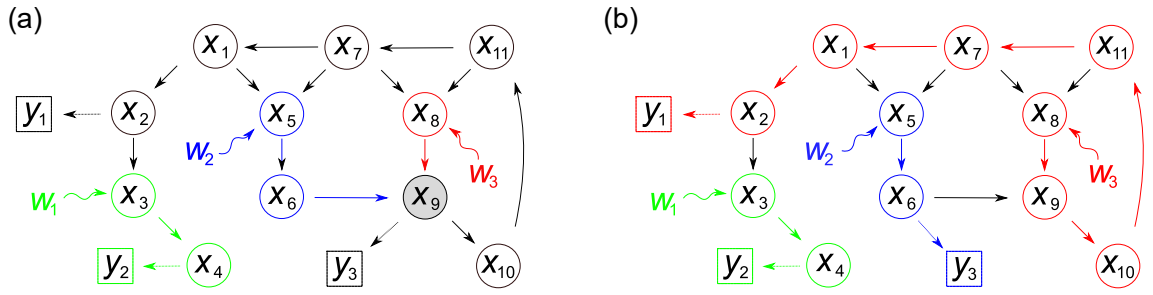 (a)
x1 x7 x11
y1 x2 x5 x8
w2 w3
w1 x3 x6 x9
y2 x4 y3 x10
(b)
x1 x7 x11
y1 x2 x5 x8
w2 w3
w1 x3 x6 x9
y2 x4 y3 x10